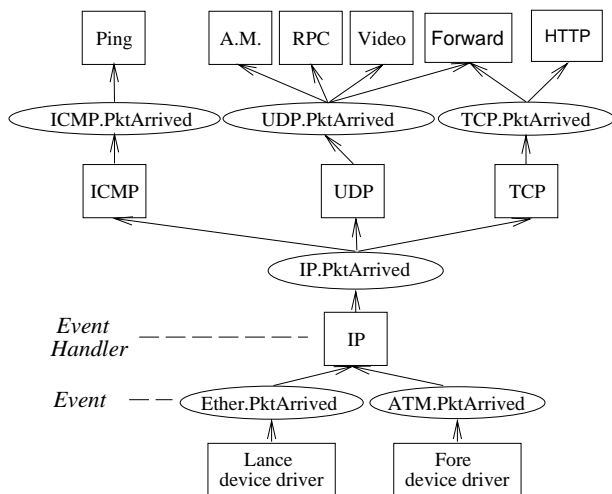 Ping
A.M.
RPC
Video
Forward
HTTP
ICMP.PktArrived
UDP.PktArrived
TCP.PktArrived
ICMP
UDP
TCP
IP.PktArrived
Event
Handler
IP
Event
Ether.PktArrived
ATM.PktArrived
Lance
device driver
Fore
device driver